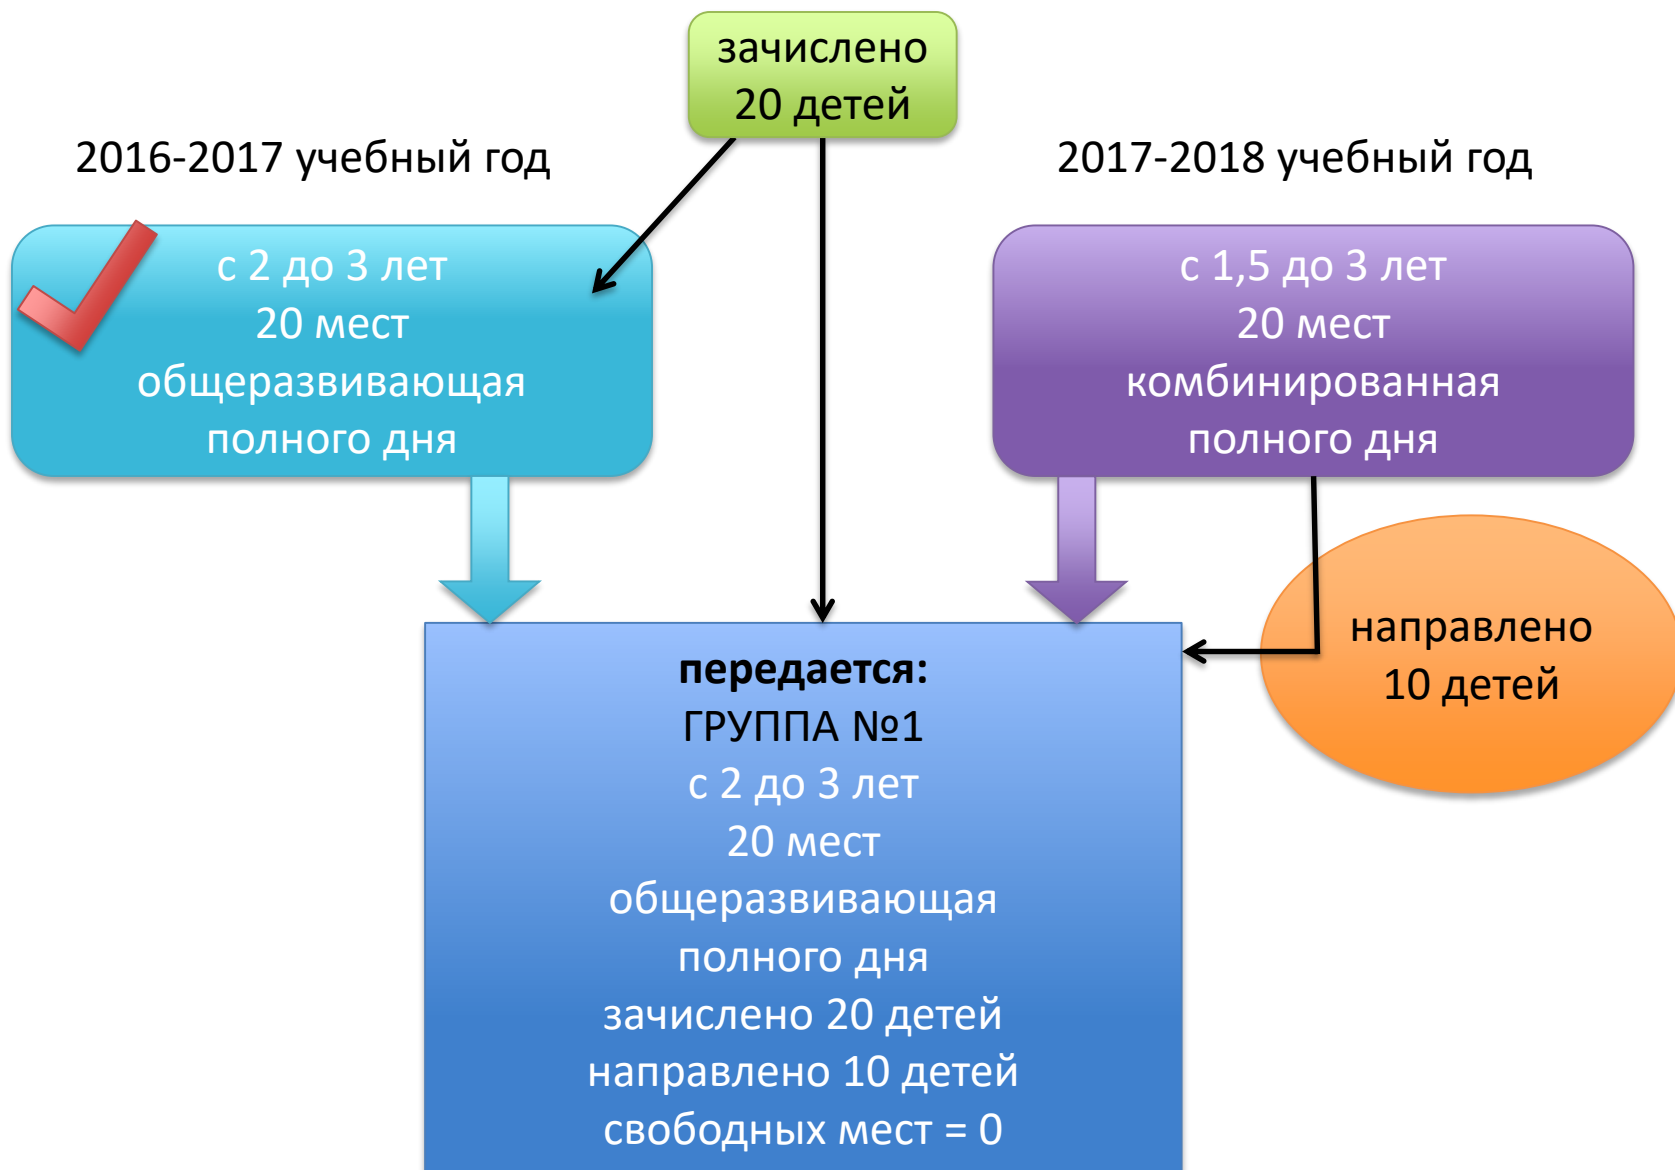 зачислено
20 детей
2016-2017 учебный год
2017-2018 учебный год
с 2 до 3 лет
20 мест
общеразвивающая
полного дня
с 1,5 до 3 лет
20 мест
комбинированная
полного дня
направлено
10 детей
передается:
ГРУППА №1
с 2 до 3 лет
20 мест
общеразвивающая
полного дня
зачислено 20 детей
направлено 10 детей
свободных мест = 0